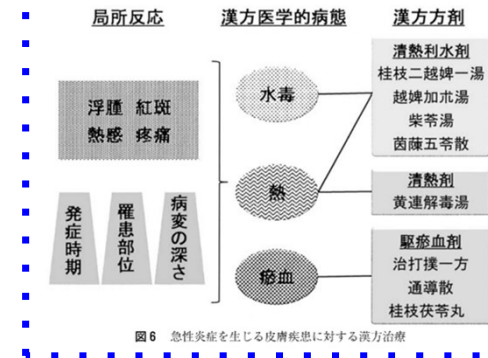 局所反応
漢方医学的病態
漢方方剤
浮腫 紅斑
熱感 疼痛
発症時期
罹患部位
病変の深さ
水毒
熱
瘀血
清熱利水剤
桂枝二越婢一湯
越婢加朮湯
柴苓湯
茵蔯五苓散
清熱剤
黄連解毒湯
駆瘀血剤
治打撲一方
通導散
桂枝茯苓丸
図6 急性炎症を生じる皮膚疾患に対する漢方治療